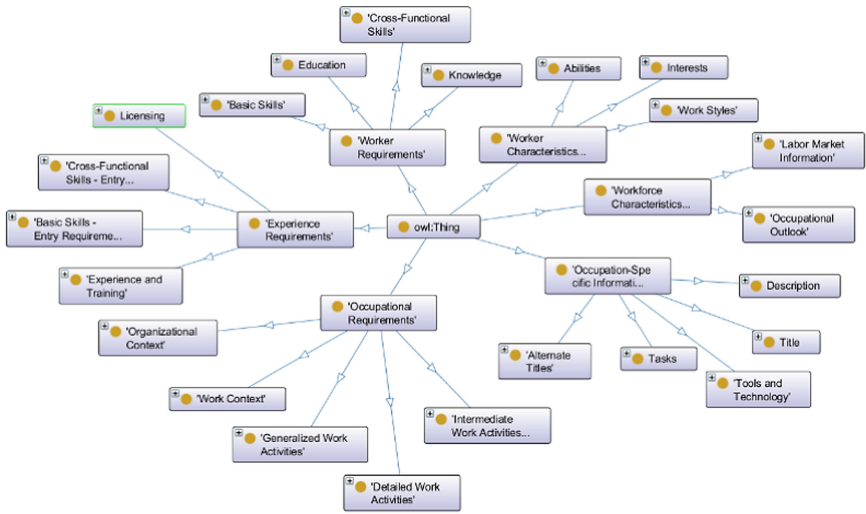 'Cross-Functional
Skills'
Education
Knowledge
'Basic Skills'
Abilities
Interests
'Work Styles'
Licensing
'Worker
Requirements'
'Worker
Characteristics...
'Labor Market
Information'
'Cross-Functional
Skills - Entry...
'Workforce
Characteristics...
'Basic Skills -
Entry Requireme...
'Experience
Requirements'
owl:Thing
'Occupational
Outlook'
'Experience and
Training'
'Occupation-Spe
cific Informati...
Description
'Occupational
Requirements'
'Organizational
Context'
Title
'Alternate
Titles'
Tasks
'Tools and
Technology'
'Work Context'
'Generalized Work
Activities'
'Intermediate
Work Activities...
'Detailed Work
Activities'